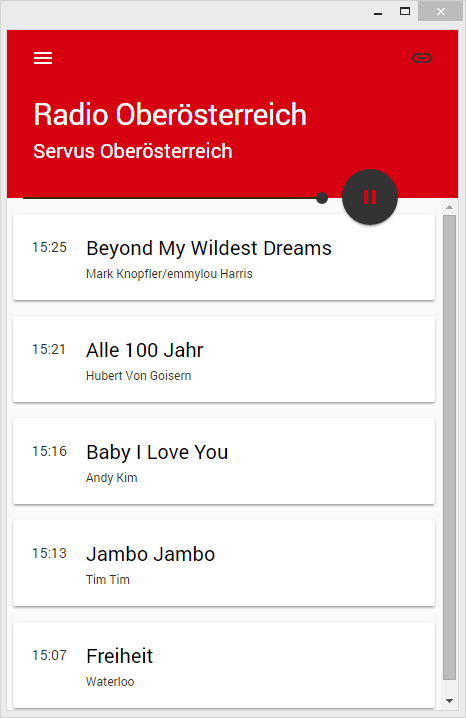 Radio Oberösterreich
Servus Oberösterreich
15:25 Beyond My Wildest Dreams
Mark Knopfler/emmylou Harris
15:21 Alle 100 Jahr
Hubert Von Goisern
15:16 Baby I Love You
Andy Kim
15:13 Jambo Jambo
Tim Tim
15:07 Freiheit
Waterloo